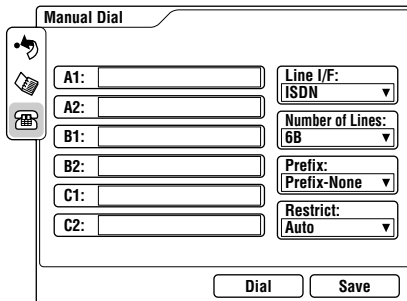 Manual Dial
A1:
A2:
B1:
B2:
C1:
C2:
Line I/F:
ISDN
Number of Lines:
6B
Prefix:
Prefix-None
Restrict:
Auto
Dial
Save